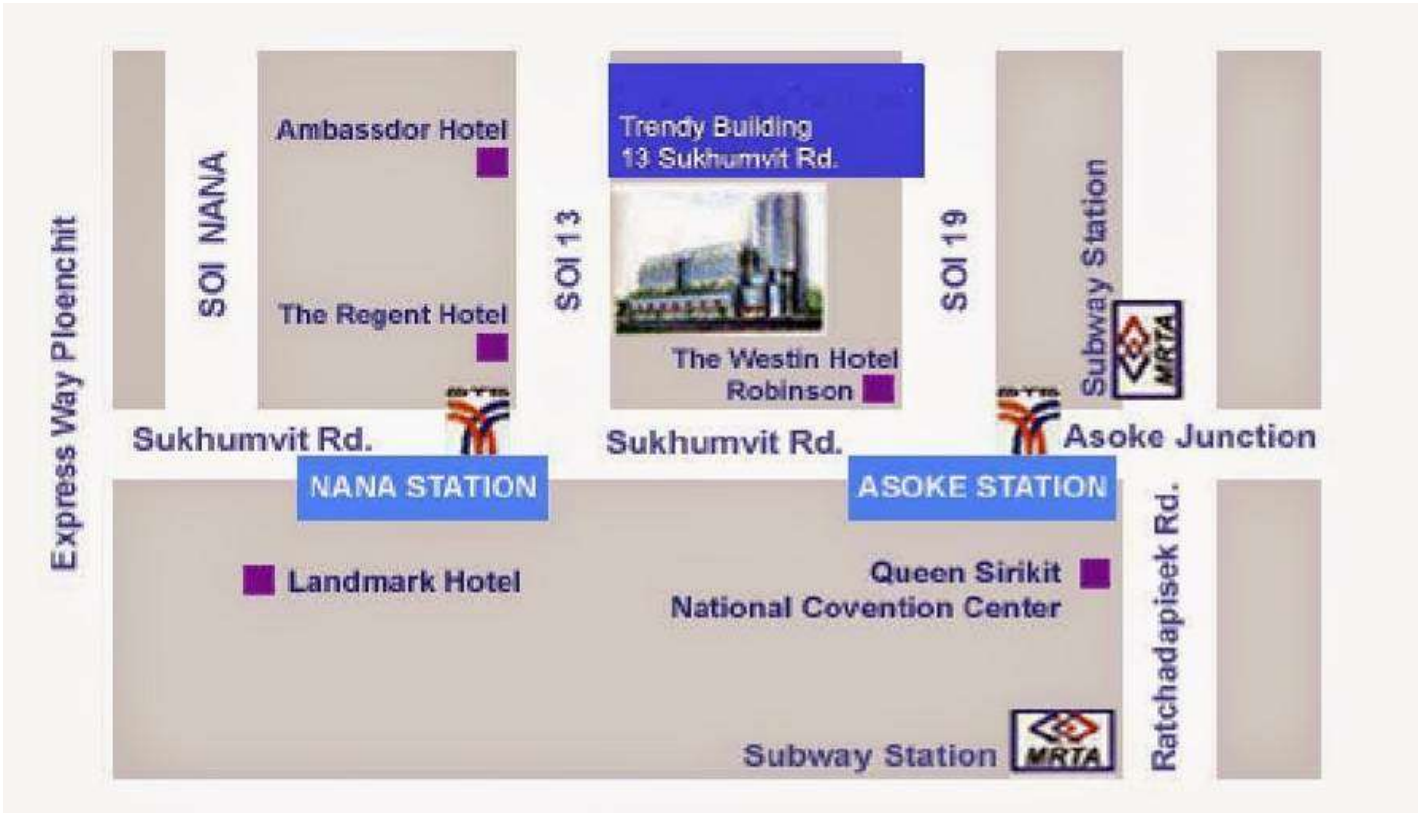 Ambassdor Hotel
Trendy Building
13 Sukhumvit Rd.
SOI NANA
SOI 13
SOI 19
Subway Station
Express Way Ploenchit
The Regent Hotel
MRTA
The Westin Hotel
Robinson
BTS
BTS
Sukhumvit Rd.
Sukhumvit Rd.
Asoke Junction
NANA STATION
ASOKE STATION
Ratchadapisek Rd.
Landmark Hotel
Queen Sirikit
National Covention Center
Subway Station
MRTA